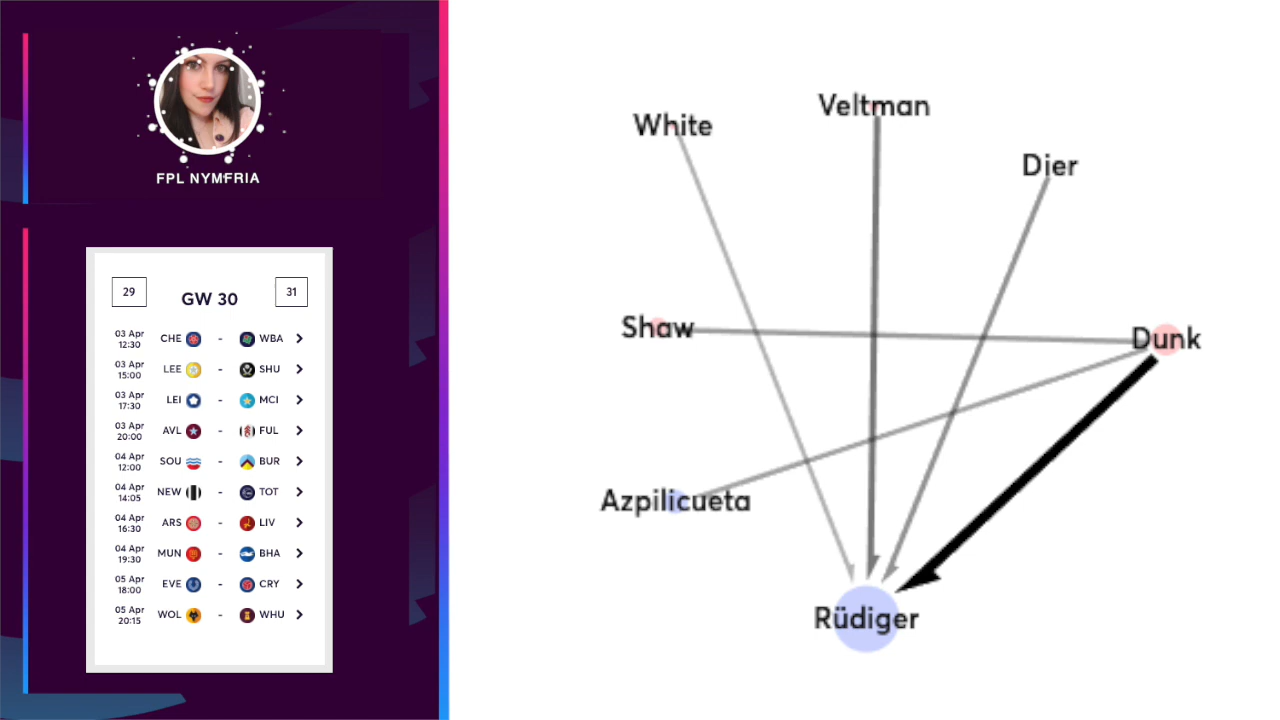 FPL NYMFRIA
29
GW 30
31
03 Apr
12:30
CHE - WBA
03 Apr
15:00
LEE - SHU
03 Apr
17:30
LEI - MCI
03 Apr
20:00
AVL - FUL
04 Apr
12:00
SOU - BUR
04 Apr
14:05
NEW - TOT
04 Apr
16:30
ARS - LIV
04 Apr
19:30
MUN - BHA
05 Apr
18:00
EVE - CRY
05 Apr
20:15
WOL - WHU
Veltman
White
Dier
Shaw
Dunk
Azpilicueta
Rüdiger